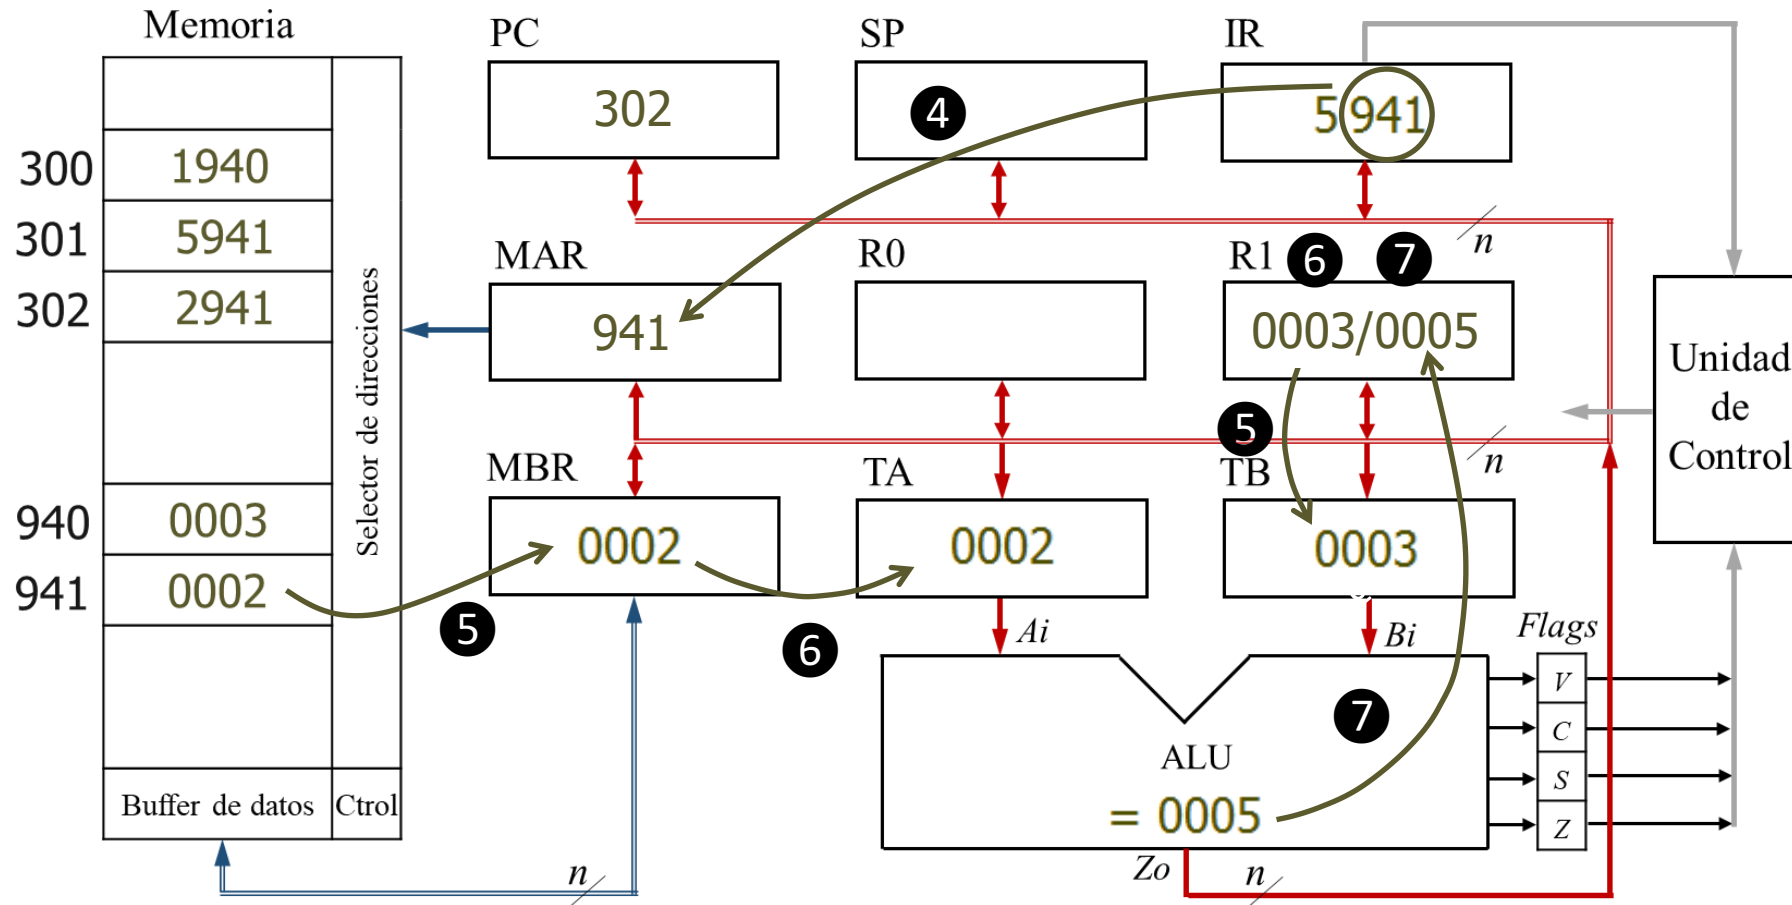 Memoria
PC
SP
IR
302
4
5 941
300
1940
301
5941
302
2941
Selector de direcciones
n
MAR
R0
R1
6
7
941
0003/0005
Unidad
de
Control
5
n
MBR
TA
TB
940
0003
0002
0002
0003
941
0002
5
6
Ai
Bi
Flags
V
7
C
ALU
S
= 0005
Z
Buffer de datos
Ctrol
Zo
n
n